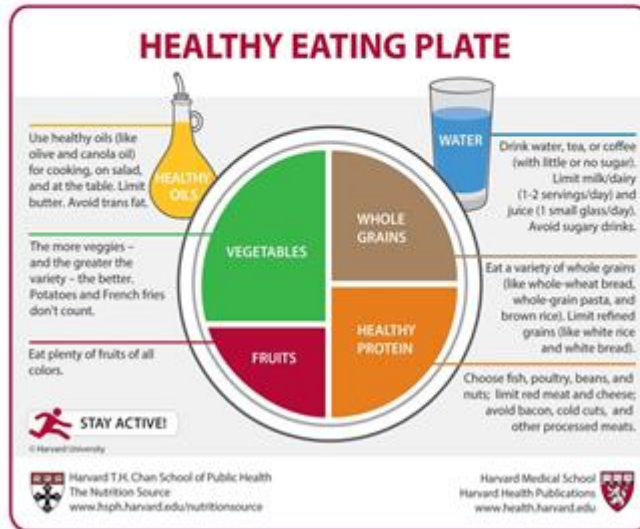 HEALTHY EATING PLATE
Use healthy oils (like
olive and canola oil)
for cooking, on salad,
and at the table. Limit
butter. Avoid trans fat.
HEALTHY
OILS
WATER
Drink water, tea, or coffee
(with little or no sugar).
Limit milk/dairy
(1-2 servings/day) and
juice (1 small glass/day).
Avoid sugary drinks.
The more veggies –
and the greater the
variety – the better.
Potatoes and French fries
don't count.
VEGETABLES
WHOLE
GRAINS
Eat a variety of whole grains
(like whole-wheat bread,
whole-grain pasta, and
brown rice). Limit refined
grains (like white rice
and white bread).
Eat plenty of fruits of all
colors.
FRUITS
HEALTHY
PROTEIN
Choose fish, poultry, beans, and
nuts; limit red meat and cheese;
avoid bacon, cold cuts, and
other processed meats.
STAY ACTIVE!
© Harvard University
Harvard T.H. Chan School of Public Health
The Nutrition Source
www.hsph.harvard.edu/nutritionsource
Harvard Medical School
Harvard Health Publications
www.health.harvard.edu